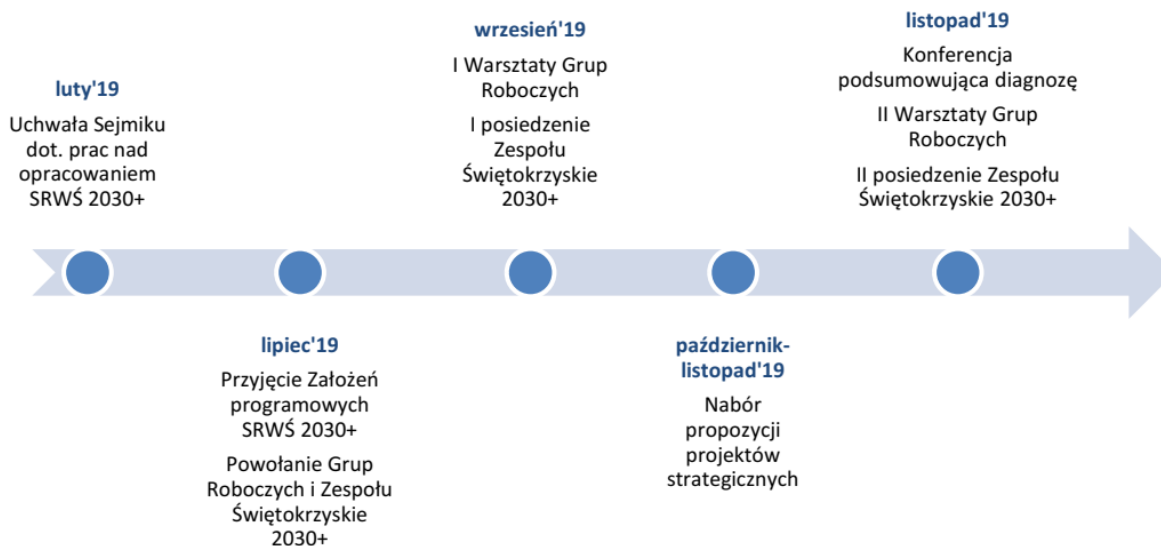 luty'19
Uchwała Sejmiku
dot. prac nad
opracowaniem
SRWŚ 2030+
lipiec'19
Przyjęcie Założeń
programowych
SRWŚ 2030+
Powołanie Grup
Roboczych i Zespołu
Świętokrzyskie
2030+
wrzesień'19
I Warsztaty Grup
Roboczych
I posiedzenie
Zespołu
Świętokrzyskie
2030+
październik-
listopad'19
Nabór
propozycji
projektów
strategicznych
listopad'19
Konferencja
podsumowująca diagnozę
II Warsztaty Grup
Roboczych
II posiedzenie Zespołu
Świętokrzyskie 2030+